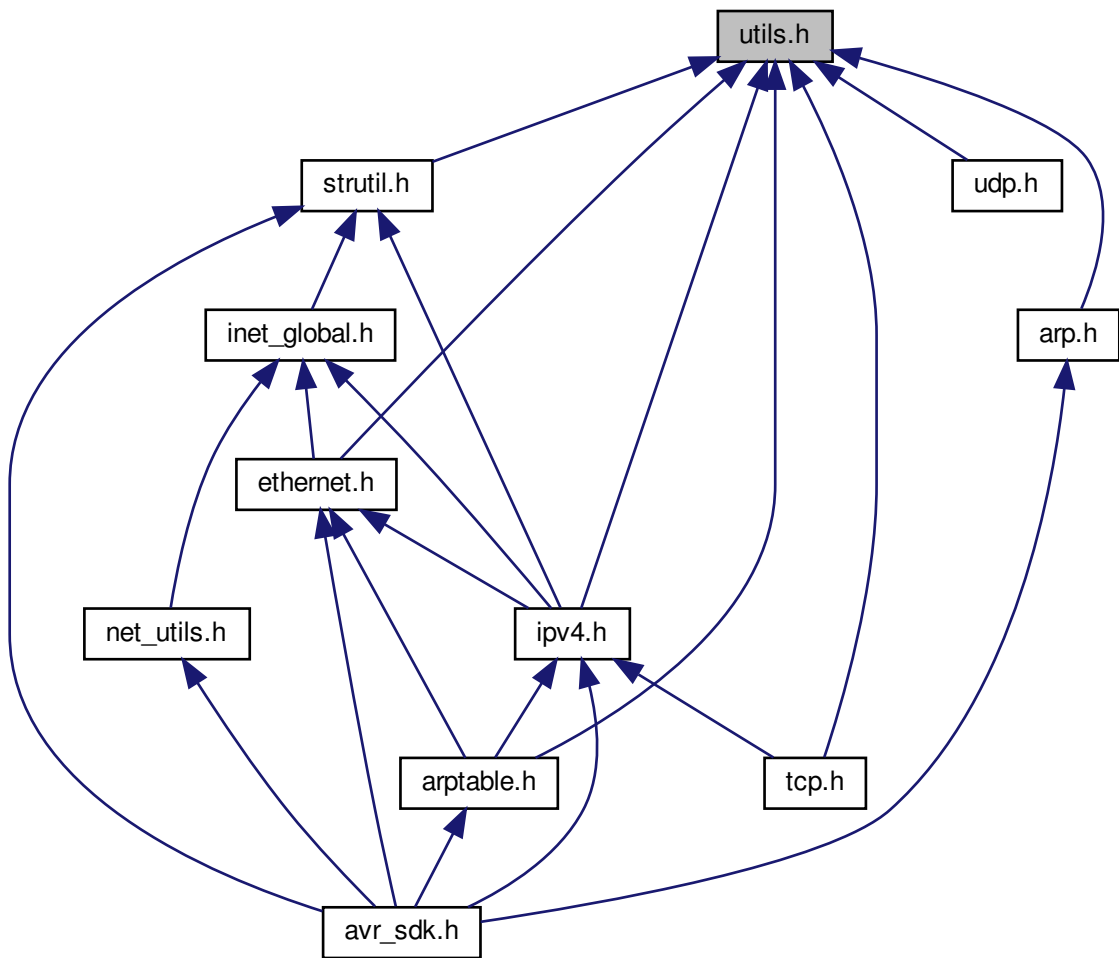 utils.h
strutil.h
udp.h
inet_global.h
arp.h
ethernet.h
net_utils.h
ipv4.h
arptable.h
tcp.h
avr_sdk.h